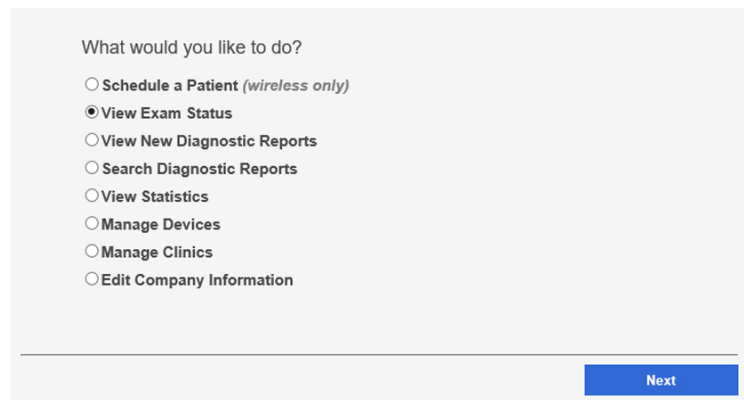 What would you like to do?
Schedule a Patient (wireless only)
View Exam Status
View New Diagnostic Reports
Search Diagnostic Reports
View Statistics
Manage Devices
Manage Clinics
Edit Company Information
Next